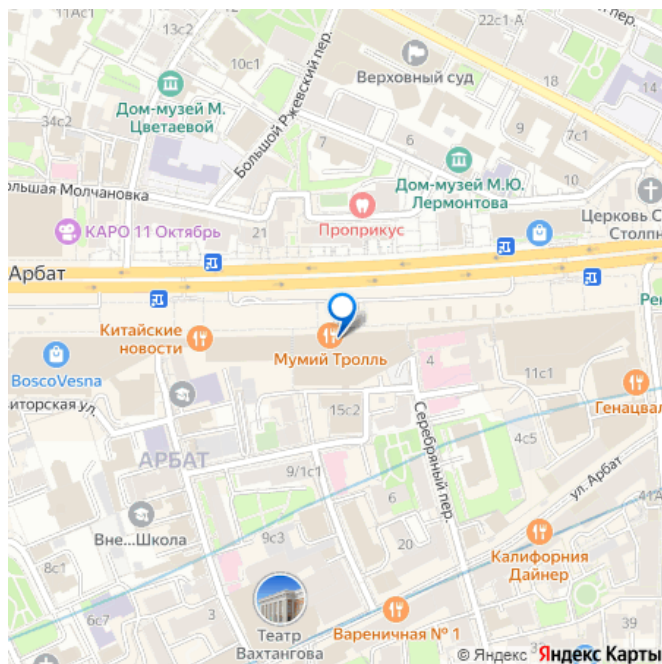 11Ас1
22с1-А
пер.
10с1
Верховный суд
18
14
34с2
Дом-музей М.
Цветаевой
Большой Ржевский пер.
7
6
9
7с1
10
Дом-музей М.Ю.
Лермонтова
ольшая Молчановка
Проприкус
КАРО 11 Октябрь
21
Церковь С
Столпн
Арбат
Рен
Китайские
новости
Мумий Тролль
BoscoVesna
4
11с1
Генацвал
виторская ул.
15с2
Серебряный пер.
4с5
АРБАТ
9/1с1
ул. Арбат
41А
6
Вне...Школа
9с3
20
8с1
Калифорния
Дайнер
6с7
3
Театр
Вахтангова
Вареничная № 1
39
© Яндекс
Яндекс Карты